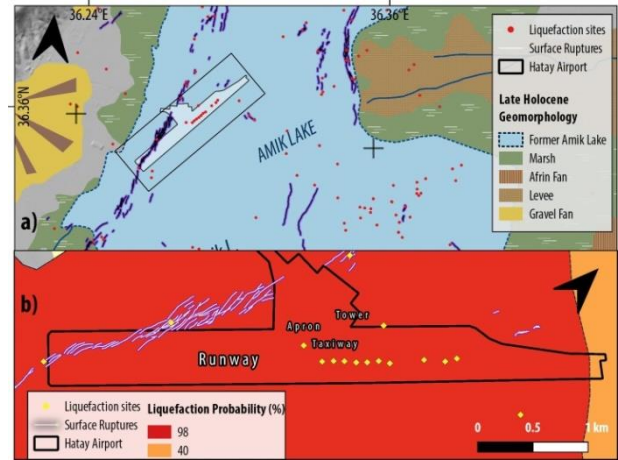 36.24°E
36.36°E
36.36°N
AMIK LAKE
a)
Liquefaction sites
Surface Ruptures
Hatay Airport
Late Holocene
Geomorphology
Former Amik Lake
Marsh
Afrin Fan
Levee
Gravel Fan
b)
Tower
Apron
Taxiway
Runway
Liquefaction sites
Surface Ruptures
Hatay Airport
Liquefaction Probability (%)
98
40
0 0.5 1 km